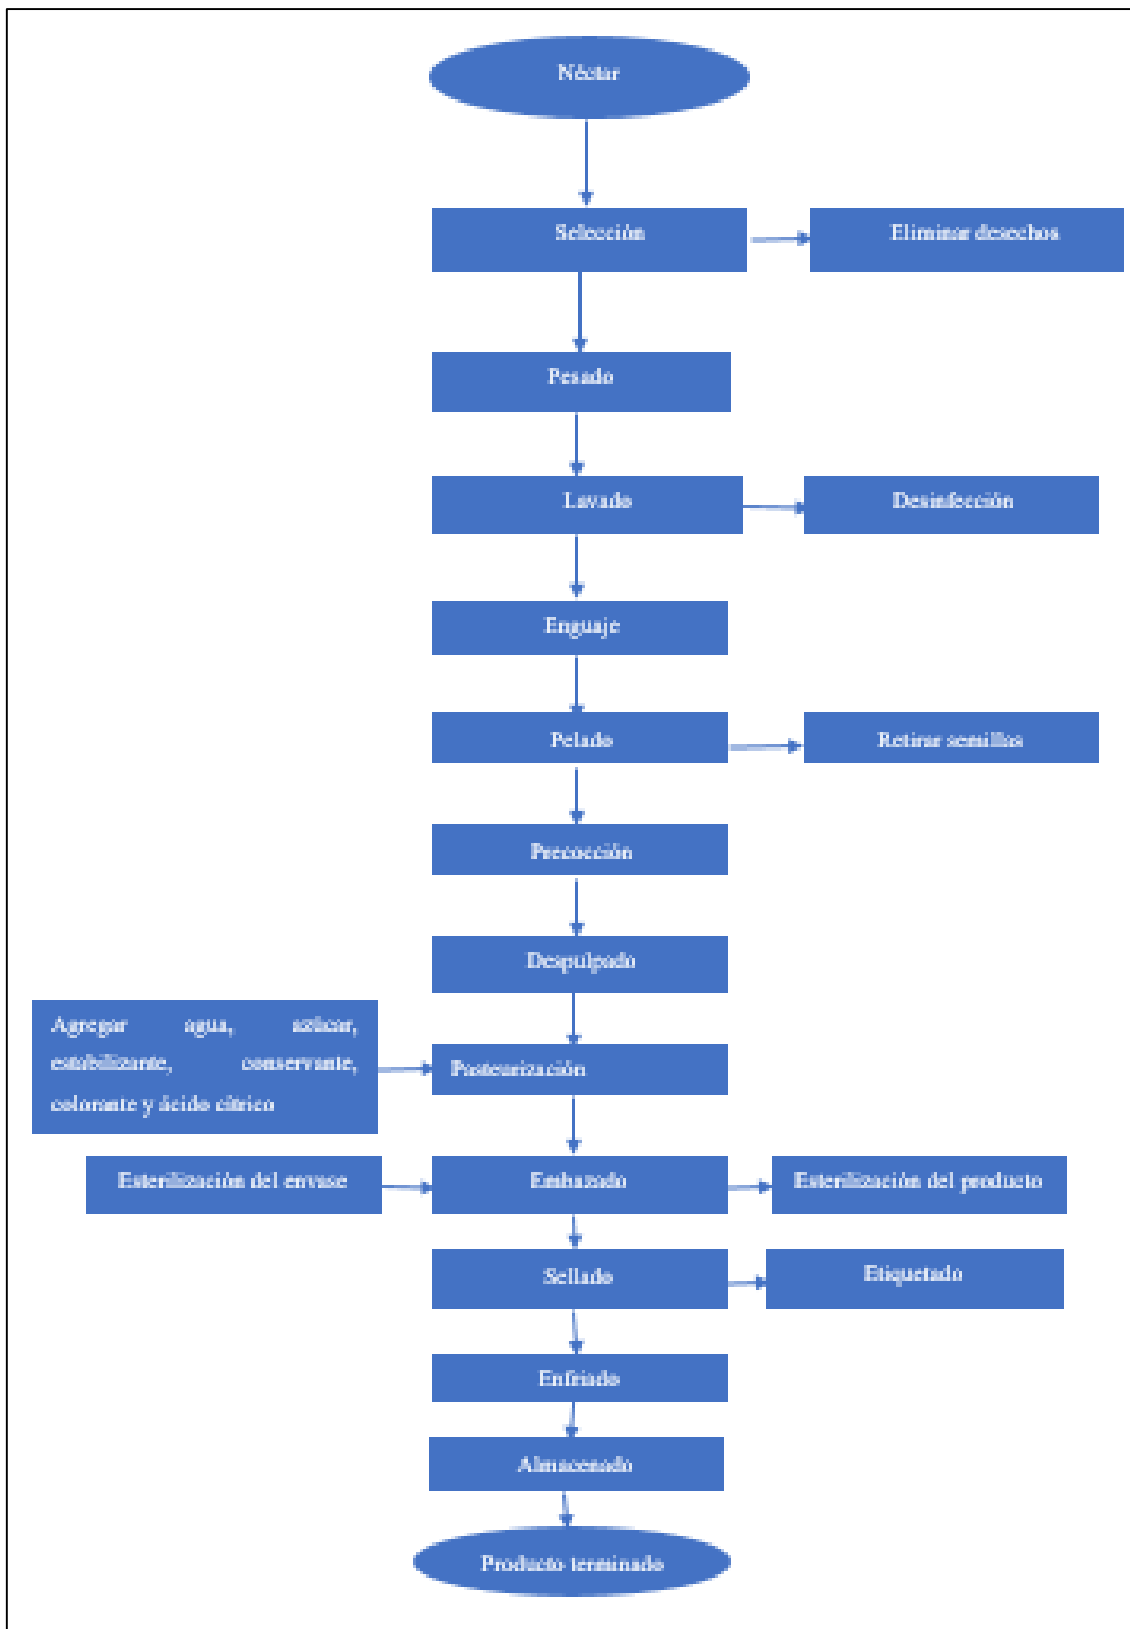 Néctar
Selección
Eliminar desechos
Pesado
Lavado
Desinfección
Enguaje
Pelado
Retirar semillas
Precocción
Despulpado
Agregar agua, azúcar,
estabilizante, conservante,
colorante y ácido cítrico
Pasteurización
Esterilización del envase
Embazado
Esterilización del producto
Sellado
Etiquetado
Enfriado
Almacenado
Producto terminado